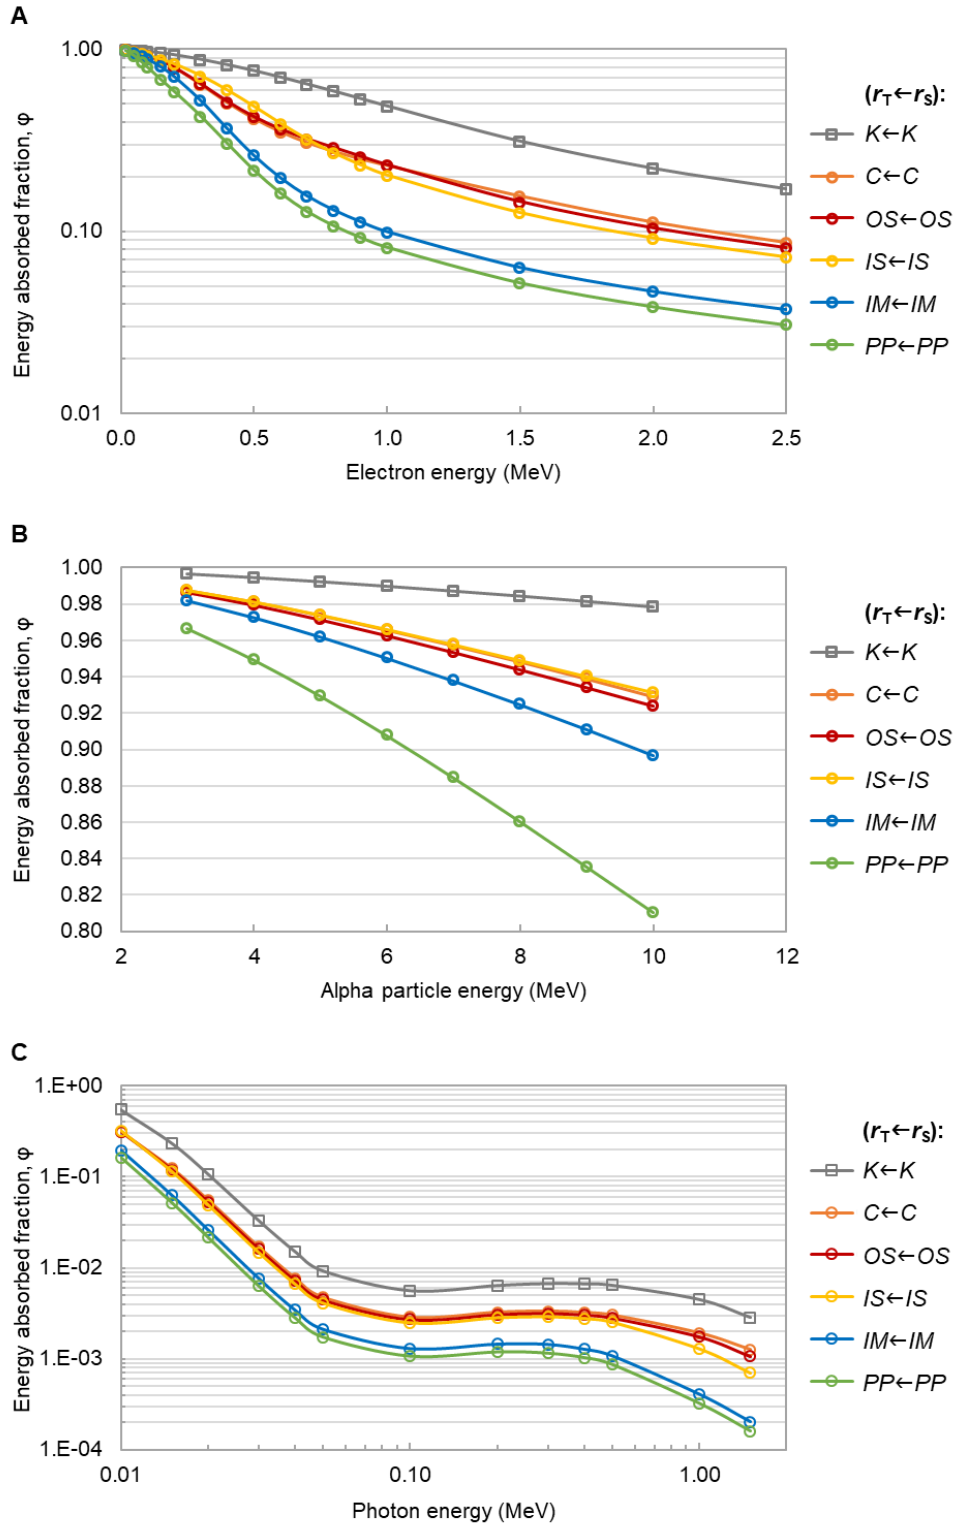 A
Energy absorbed fraction, φ
1.00
0.10
0.01
0.0 0.5 1.0 1.5 2.0 2.5
Electron energy (MeV)
(rT←rS):
K←K
C←C
OS←OS
IS←IS
IM←IM
PP←PP
B
Energy absorbed fraction, φ
1.00
0.98
0.96
0.94
0.92
0.90
0.88
0.86
0.84
0.82
0.80
2 4 6 8 10 12
Alpha particle energy (MeV)
(rT←rS):
K←K
C←C
OS←OS
IS←IS
IM←IM
PP←PP
C
Energy absorbed fraction, φ
1.E+00
1.E-01
1.E-02
1.E-03
1.E-04
0.01 0.10 1.00
Photon energy (MeV)
(rT←rS):
K←K
C←C
OS←OS
IS←IS
IM←IM
PP←PP